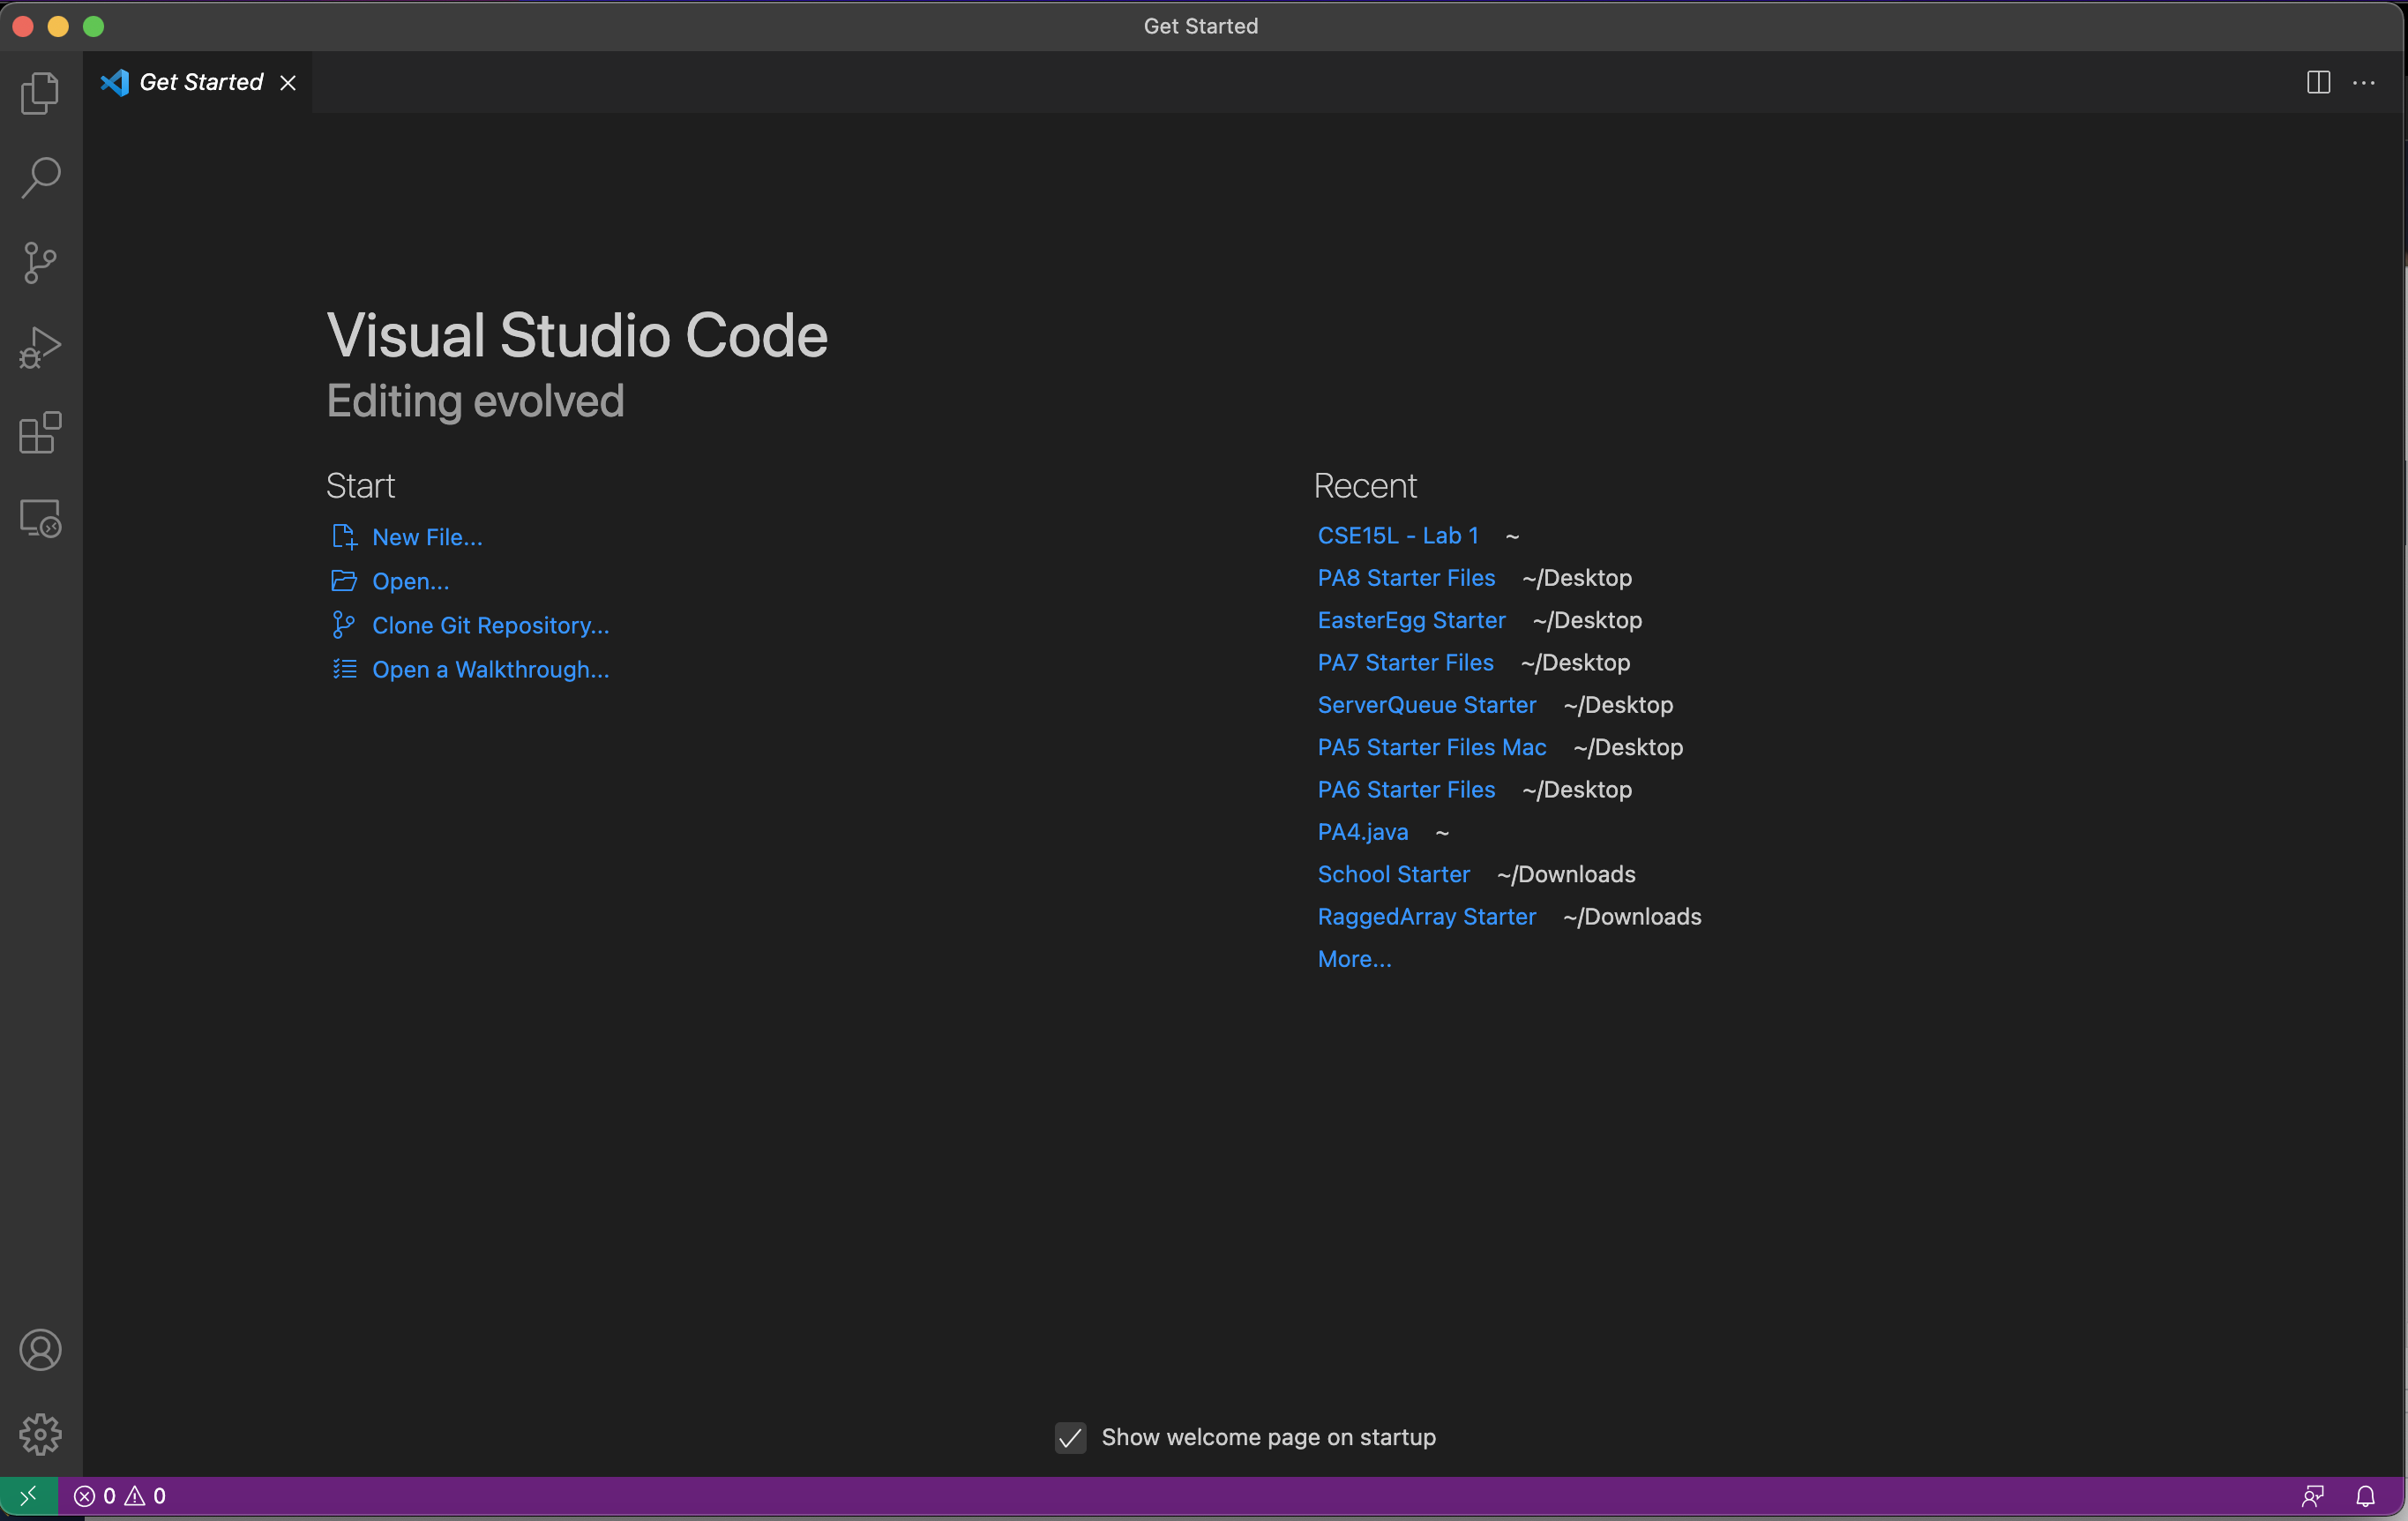 Get Started
Get Started
Visual Studio Code
Editing evolved
Start
New File...
Open...
Clone Git Repository...
Open a Walkthrough...
Recent
CSE15L - Lab 1 ~
PA8 Starter Files ~/Desktop
EasterEgg Starter ~/Desktop
PA7 Starter Files ~/Desktop
ServerQueue Starter ~/Desktop
PA5 Starter Files Mac ~/Desktop
PA6 Starter Files ~/Desktop
PA4.java ~
School Starter ~/Downloads
RaggedArray Starter ~/Downloads
More...
Show welcome page on startup
0 0